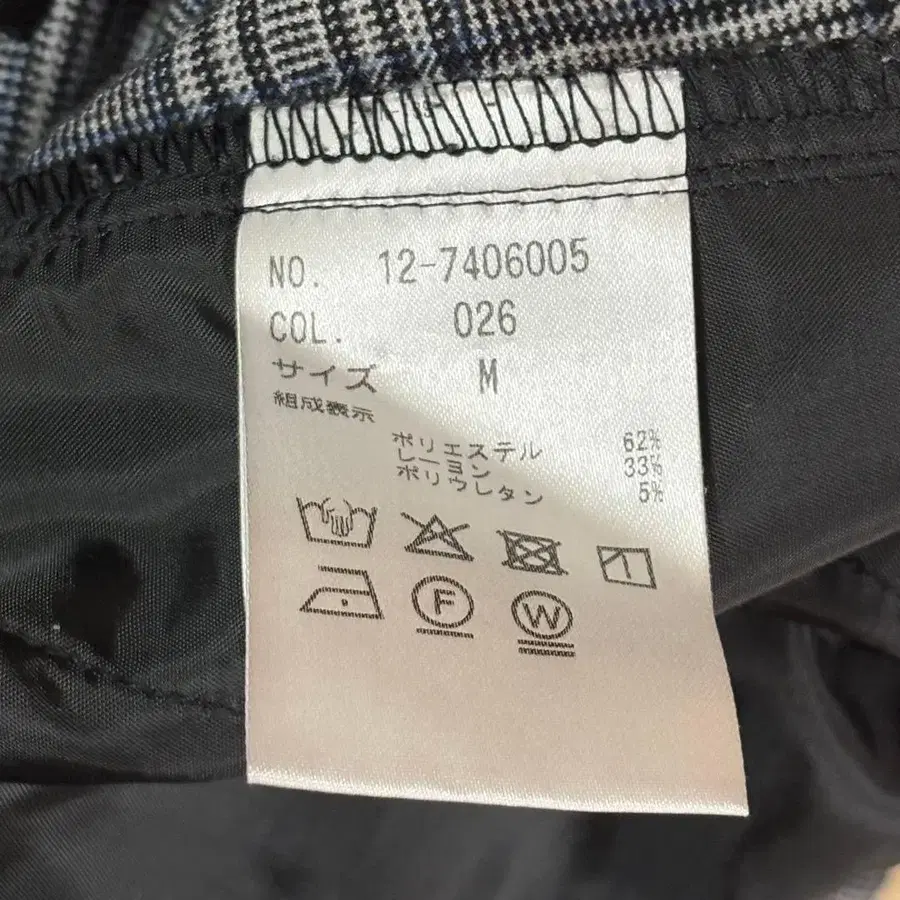 NO. 12-7406005
COL. 026
サイズ M
組成表示
ポリエステル 62%
レーヨン 33%
ポリウレタン 5%
F
W